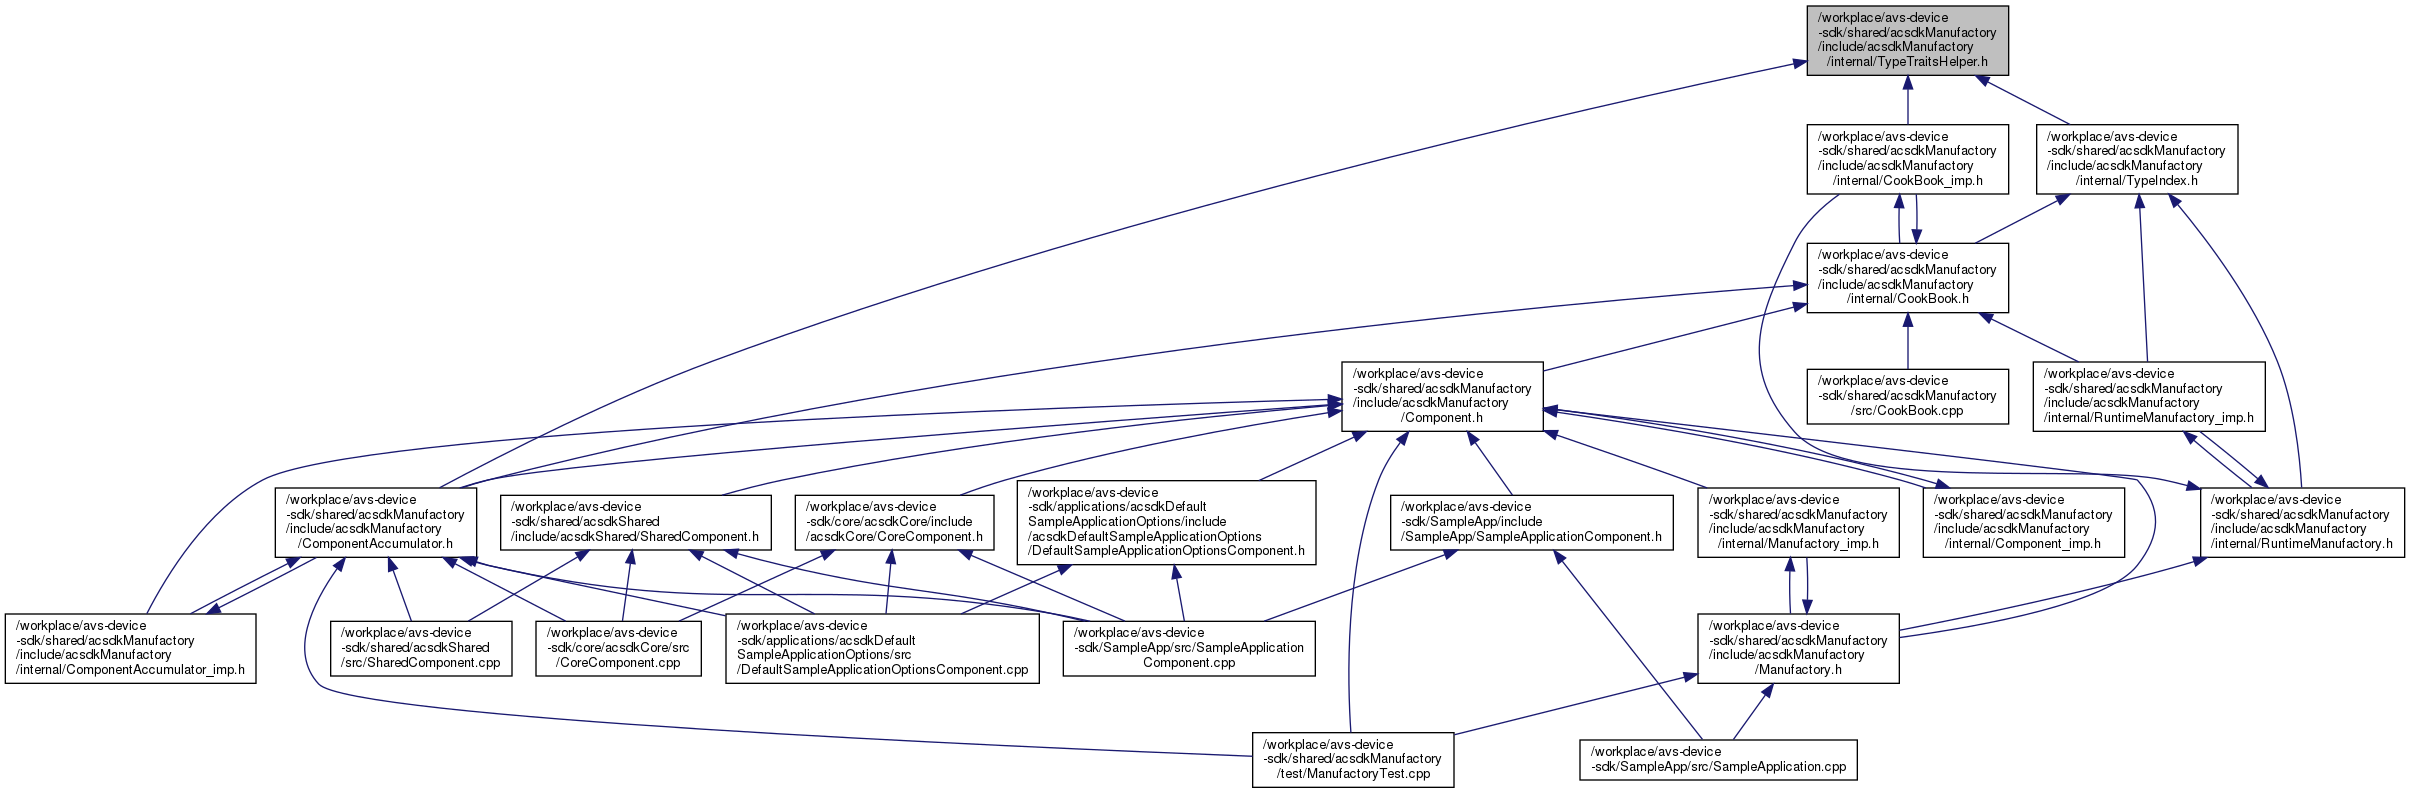 /workplace/avs-device
-sdk/shared/acsdkManufactory
/include/acsdkManufactory
/internal/TypeTraitsHelper.h
/workplace/avs-device
-sdk/shared/acsdkManufactory
/include/acsdkManufactory
/internal/CookBook_imp.h
/workplace/avs-device
-sdk/shared/acsdkManufactory
/include/acsdkManufactory
/internal/TypeIndex.h
/workplace/avs-device
-sdk/shared/acsdkManufactory
/include/acsdkManufactory
/internal/CookBook.h
/workplace/avs-device
-sdk/shared/acsdkManufactory
/include/acsdkManufactory
/Component.h
/workplace/avs-device
-sdk/shared/acsdkManufactory
/src/CookBook.cpp
/workplace/avs-device
-sdk/shared/acsdkManufactory
/include/acsdkManufactory
/internal/RuntimeManufactory_imp.h
/workplace/avs-device
-sdk/shared/acsdkManufactory
/include/acsdkManufactory
/ComponentAccumulator.h
/workplace/avs-device
-sdk/shared/acsdkShared
/include/acsdkShared/SharedComponent.h
/workplace/avs-device
-sdk/core/acsdkCore/include
/acsdkCore/CoreComponent.h
/workplace/avs-device
-sdk/applications/acsdkDefault
SampleApplicationOptions/include
/acsdkDefaultSampleApplicationOptions
/DefaultSampleApplicationOptionsComponent.h
/workplace/avs-device
-sdk/SampleApp/include
/SampleApp/SampleApplicationComponent.h
/workplace/avs-device
-sdk/shared/acsdkManufactory
/include/acsdkManufactory
/internal/Manufactory_imp.h
/workplace/avs-device
-sdk/shared/acsdkManufactory
/include/acsdkManufactory
/internal/Component_imp.h
/workplace/avs-device
-sdk/shared/acsdkManufactory
/include/acsdkManufactory
/internal/RuntimeManufactory.h
/workplace/avs-device
-sdk/shared/acsdkManufactory
/include/acsdkManufactory
/internal/ComponentAccumulator_imp.h
/workplace/avs-device
-sdk/shared/acsdkShared
/src/SharedComponent.cpp
/workplace/avs-device
-sdk/core/acsdkCore/src
/CoreComponent.cpp
/workplace/avs-device
-sdk/applications/acsdkDefault
SampleApplicationOptions/src
/DefaultSampleApplicationOptionsComponent.cpp
/workplace/avs-device
-sdk/SampleApp/src/SampleApplication
Component.cpp
/workplace/avs-device
-sdk/shared/acsdkManufactory
/include/acsdkManufactory
/Manufactory.h
/workplace/avs-device
-sdk/shared/acsdkManufactory
/test/ManufactoryTest.cpp
/workplace/avs-device
-sdk/SampleApp/src/SampleApplication.cpp